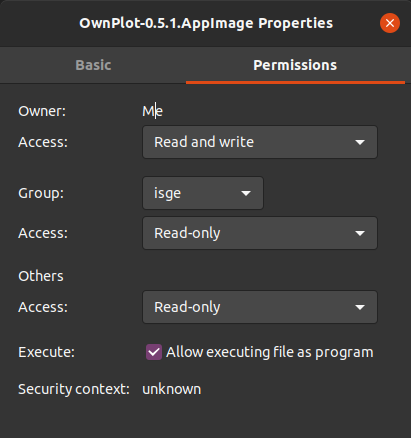 OwnPlot-0.5.1.AppImage Properties
Basic Permissions
Owner: Me
Access: Read and write
Group: isge
Access: Read-only
Others
Access: Read-only
Execute: Allow executing file as program
Security context: unknown